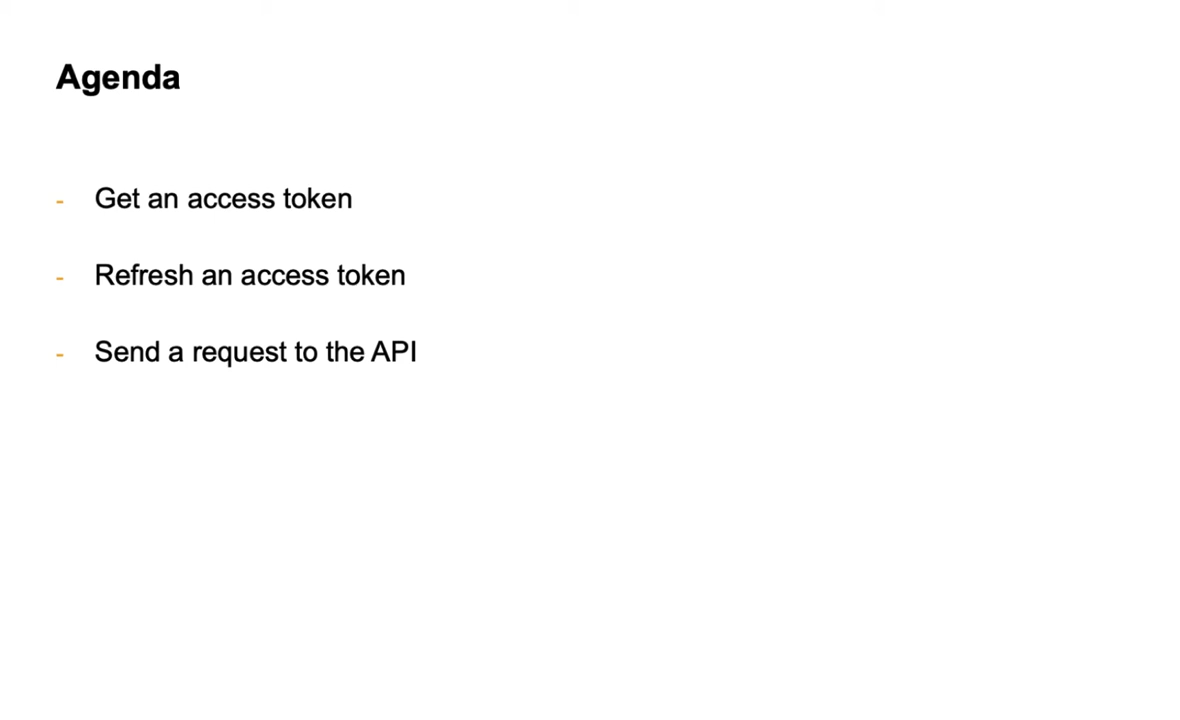 Agenda
- Get an access token
- Refresh an access token
- Send a request to the API